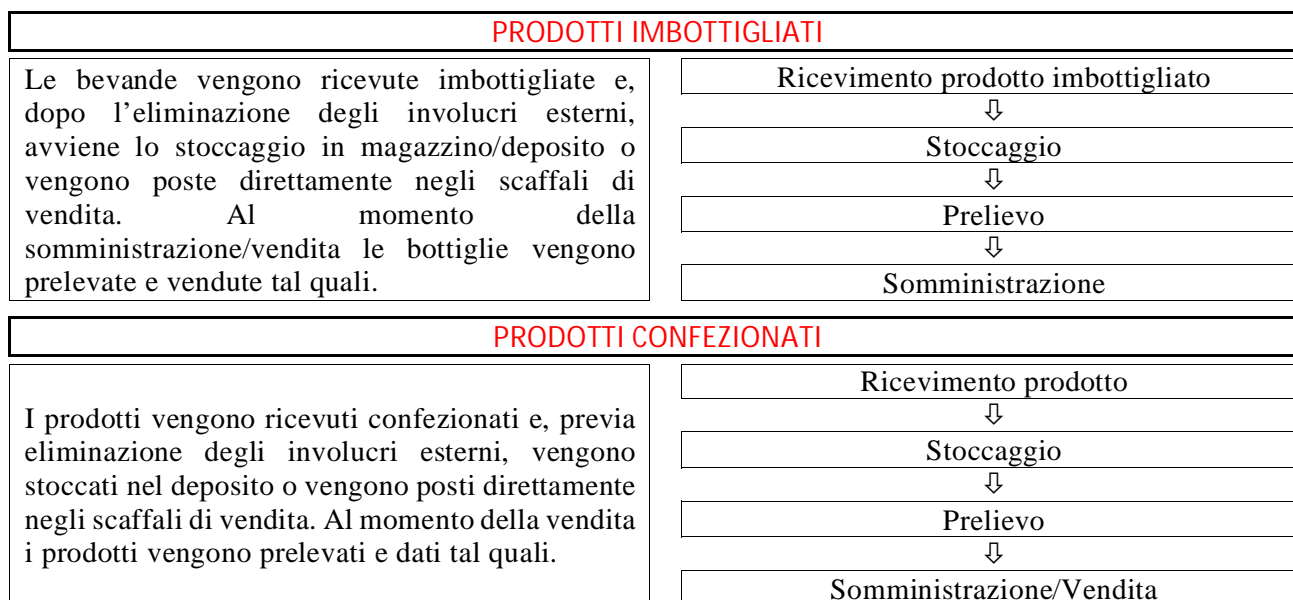 PRODOTTI IMBOTTIGLIATI
Le bevande vengono ricevute imbottigliate e,
dopo l'eliminazione degli involucri esterni,
avviene lo stoccaggio in magazzino/deposito o
vengono poste direttamente negli scaffali di
vendita. Al momento della
somministrazione/vendita le bottiglie vengono
prelevate e vendute tal quali.
Ricevimento prodotto imbottigliato
⇩
Stoccaggio
⇩
Prelievo
⇩
Somministrazione
PRODOTTI CONFEZIONATI
I prodotti vengono ricevuti confezionati e, previa
eliminazione degli involucri esterni, vengono
stoccati nel deposito o vengono posti direttamente
negli scaffali di vendita. Al momento della vendita
i prodotti vengono prelevati e dati tal quali.
Ricevimento prodotto
⇩
Stoccaggio
⇩
Prelievo
⇩
Somministrazione/Vendita